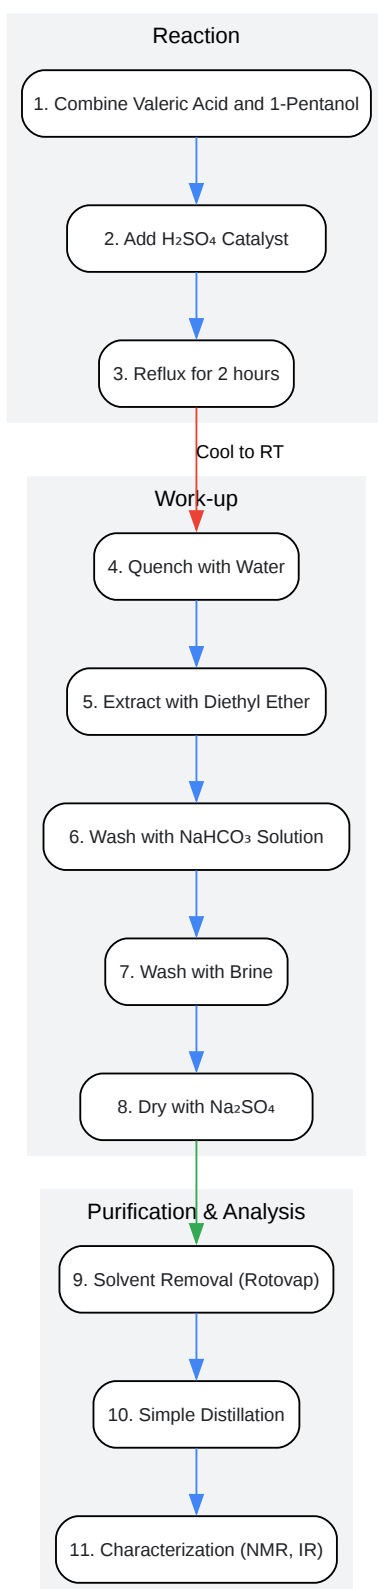 Reaction
1. Combine Valeric Acid and 1-Pentanol
2. Add H₂SO₄ Catalyst
3. Reflux for 2 hours
Cool to RT
Work-up
4. Quench with Water
5. Extract with Diethyl Ether
6. Wash with NaHCO₃ Solution
7. Wash with Brine
8. Dry with Na₂SO₄
Purification & Analysis
9. Solvent Removal (Rotovap)
10. Simple Distillation
11. Characterization (NMR, IR)